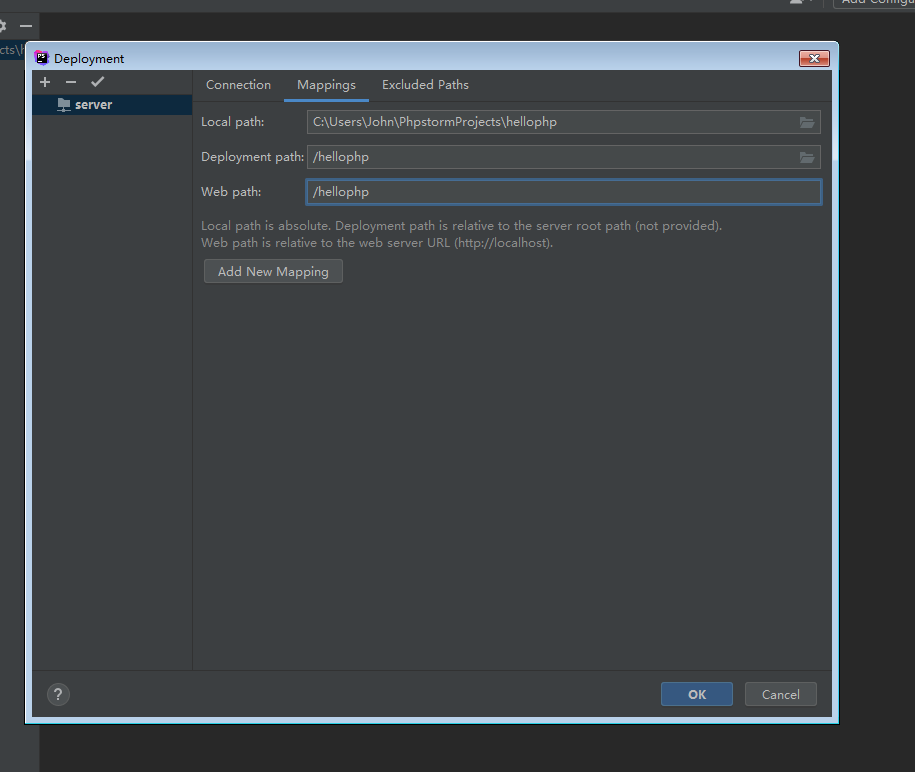 Add Configu
cts\h
PS
Deployment
server
Connection Mappings Excluded Paths
Local path: C:\Users\John\PhpstormProjects\hellophp
Deployment path: /hellophp
Web path: /hellophp
Local path is absolute. Deployment path is relative to the server root path (not provided).
Web path is relative to the web server URL (http://localhost).
Add New Mapping
?
OK Cancel